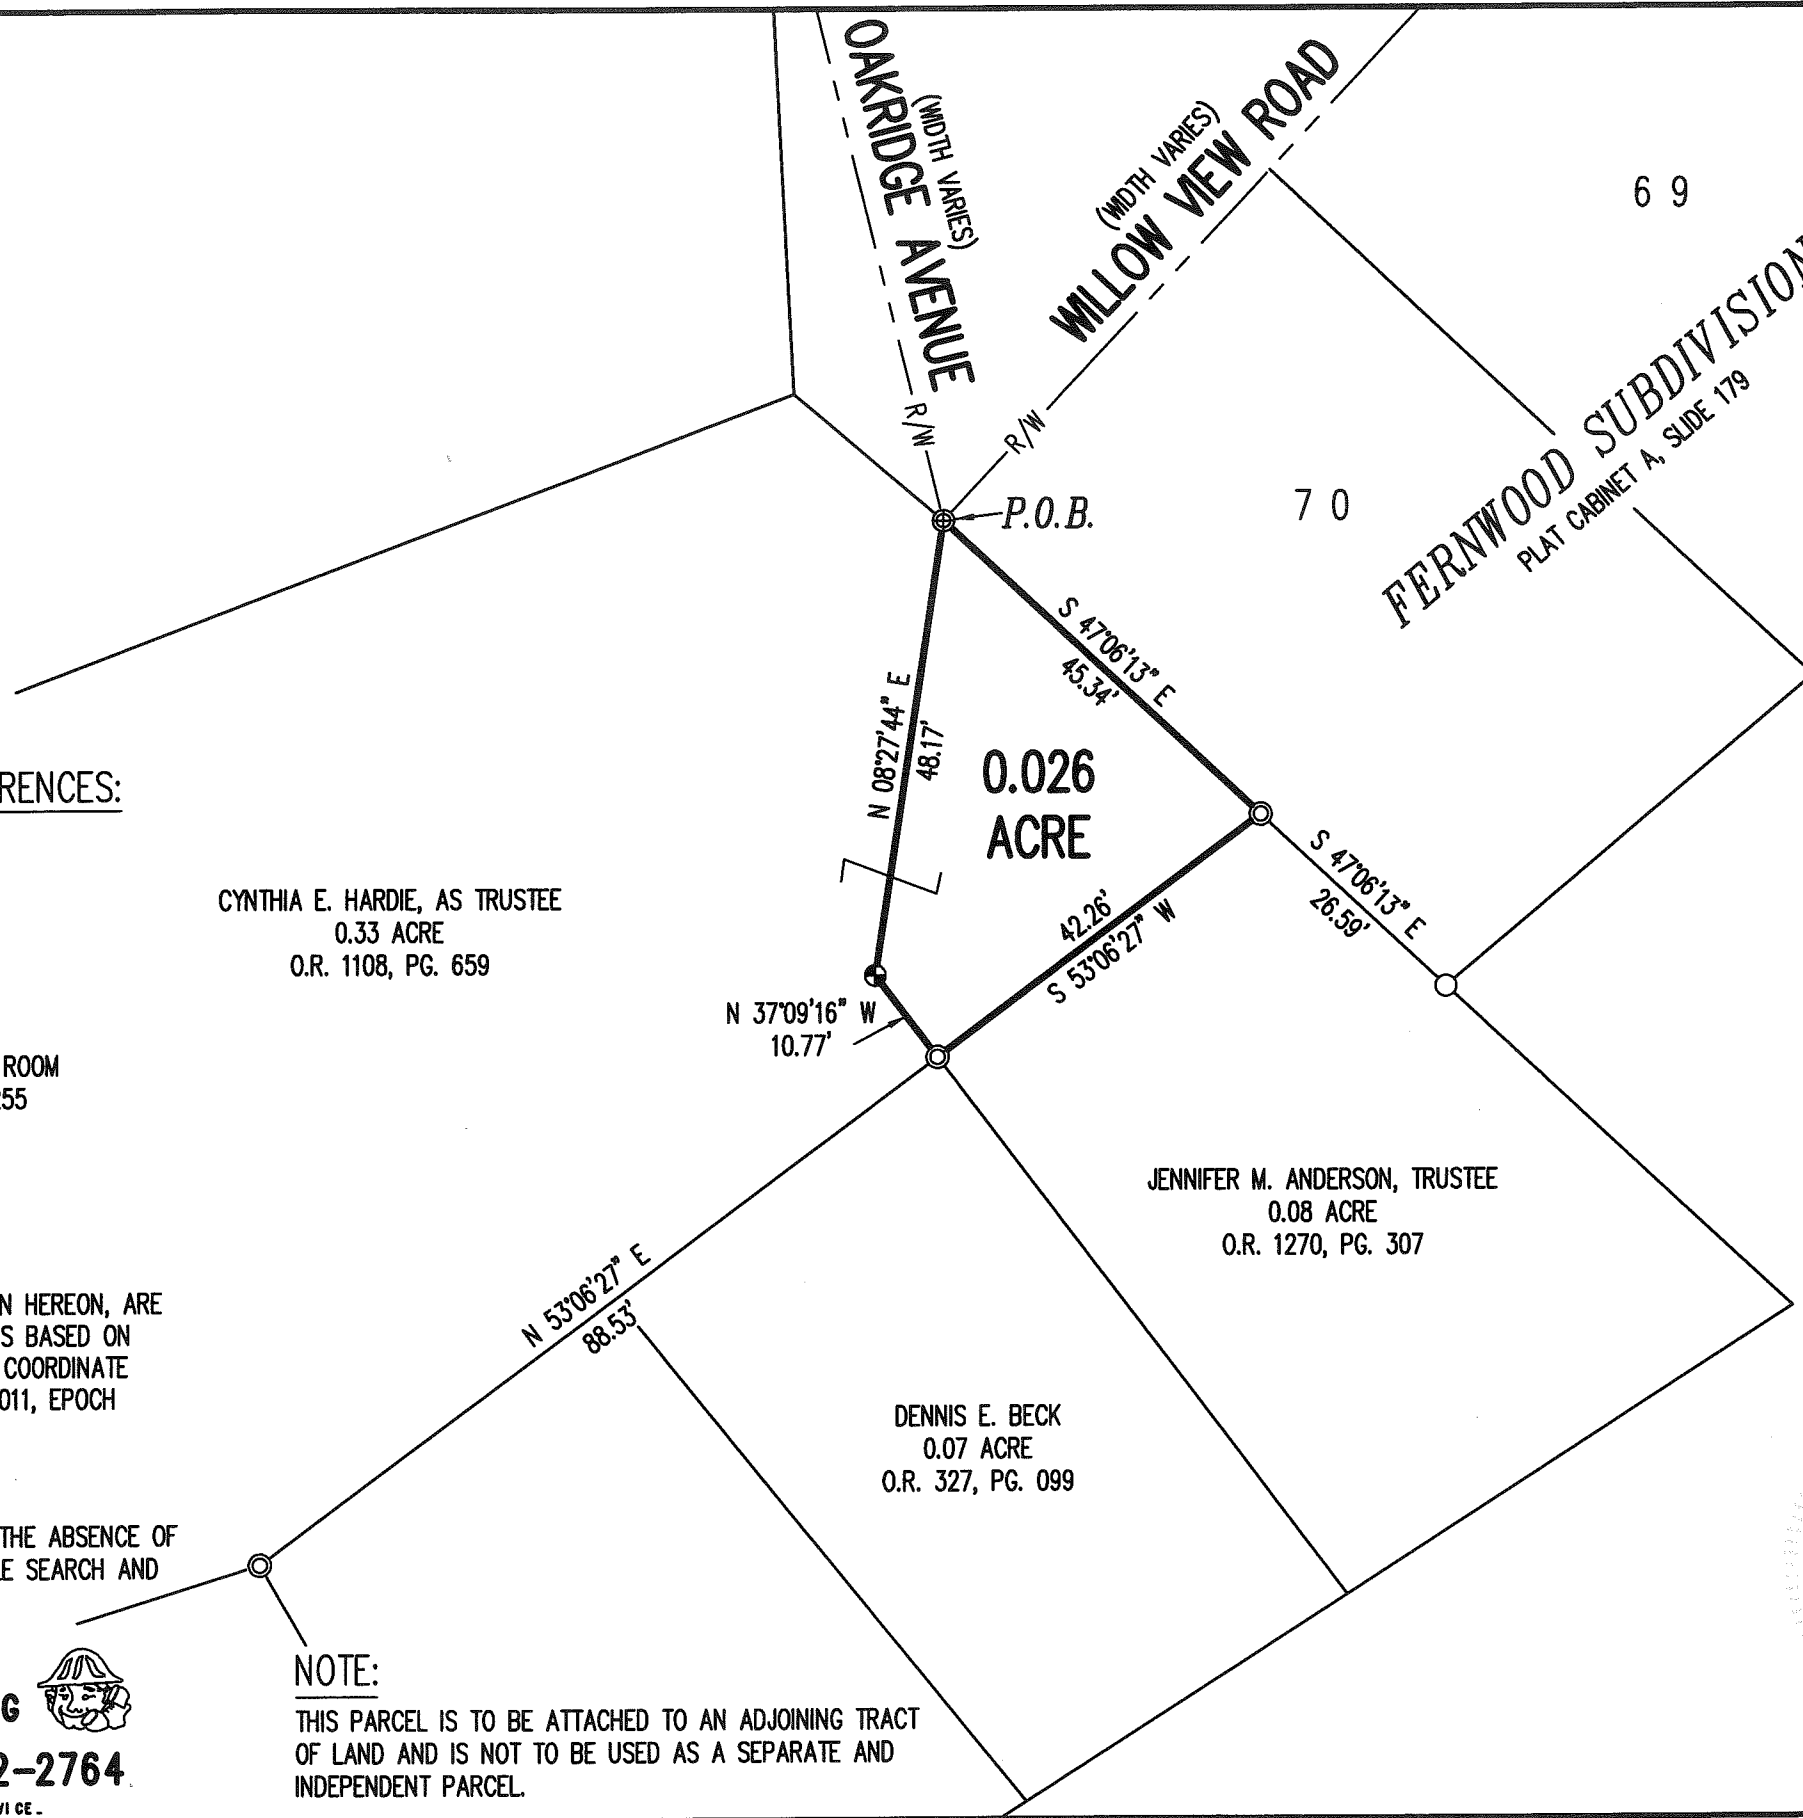 OAKRIDGE AVENUE
(WIDTH VARIES)
WILLOW VIEW ROAD
(WIDTH VARIES)
R/W
R/W
69
FERNWOOD SUBDIVISION
PLAT CABINET A, SLIDE 179
70
P.O.B.
S 47°06'13" E
45.34'
N 08°27'44" E
48.17'
0.026
ACRE
RENCES:
CYNTHIA E. HARDIE, AS TRUSTEE
0.33 ACRE
O.R. 1108, PG. 659
S 47°06'13" E
26.59'
42.26'
S 53°06'27" W
N 37°09'16" W
10.77'
ROOM
255
JENNIFER M. ANDERSON, TRUSTEE
0.08 ACRE
O.R. 1270, PG. 307
N 53°06'27" E
88.53'
N HEREON, ARE
S BASED ON
COORDINATE
011, EPOCH
DENNIS E. BECK
0.07 ACRE
O.R. 327, PG. 099
THE ABSENCE OF
E SEARCH AND
G
2-2764
VICE
NOTE:
THIS PARCEL IS TO BE ATTACHED TO AN ADJOINING TRACT
OF LAND AND IS NOT TO BE USED AS A SEPARATE AND
INDEPENDENT PARCEL.